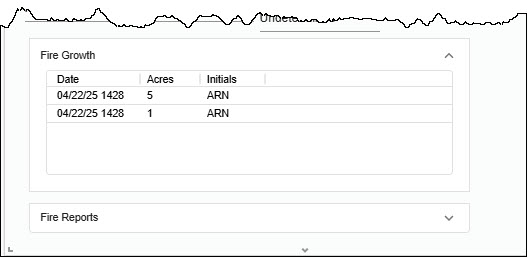 Fire Growth
Date Acres Initials
04/22/25 1428 5 ARN
04/22/25 1428 1 ARN
Fire Reports